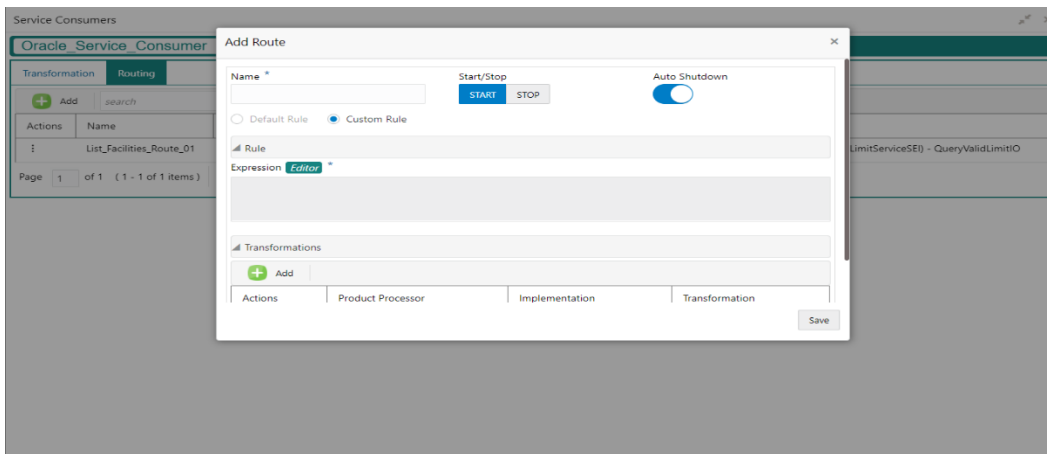 Service Consumers
Oracle_Service_Consumer
Transformation Routing
Add search
Actions Name
List_Facilities_Route_01
LimitServiceSEI) - QueryValidLimitIO
Page 1 of 1 ( 1 - 1 of 1 items )
Add Route
Name * Start/Stop Auto Shutdown
START STOP
Default Rule Custom Rule
Rule
Expression Editor *
Transformations
Add
Actions Product Processor Implementation Transformation
Save